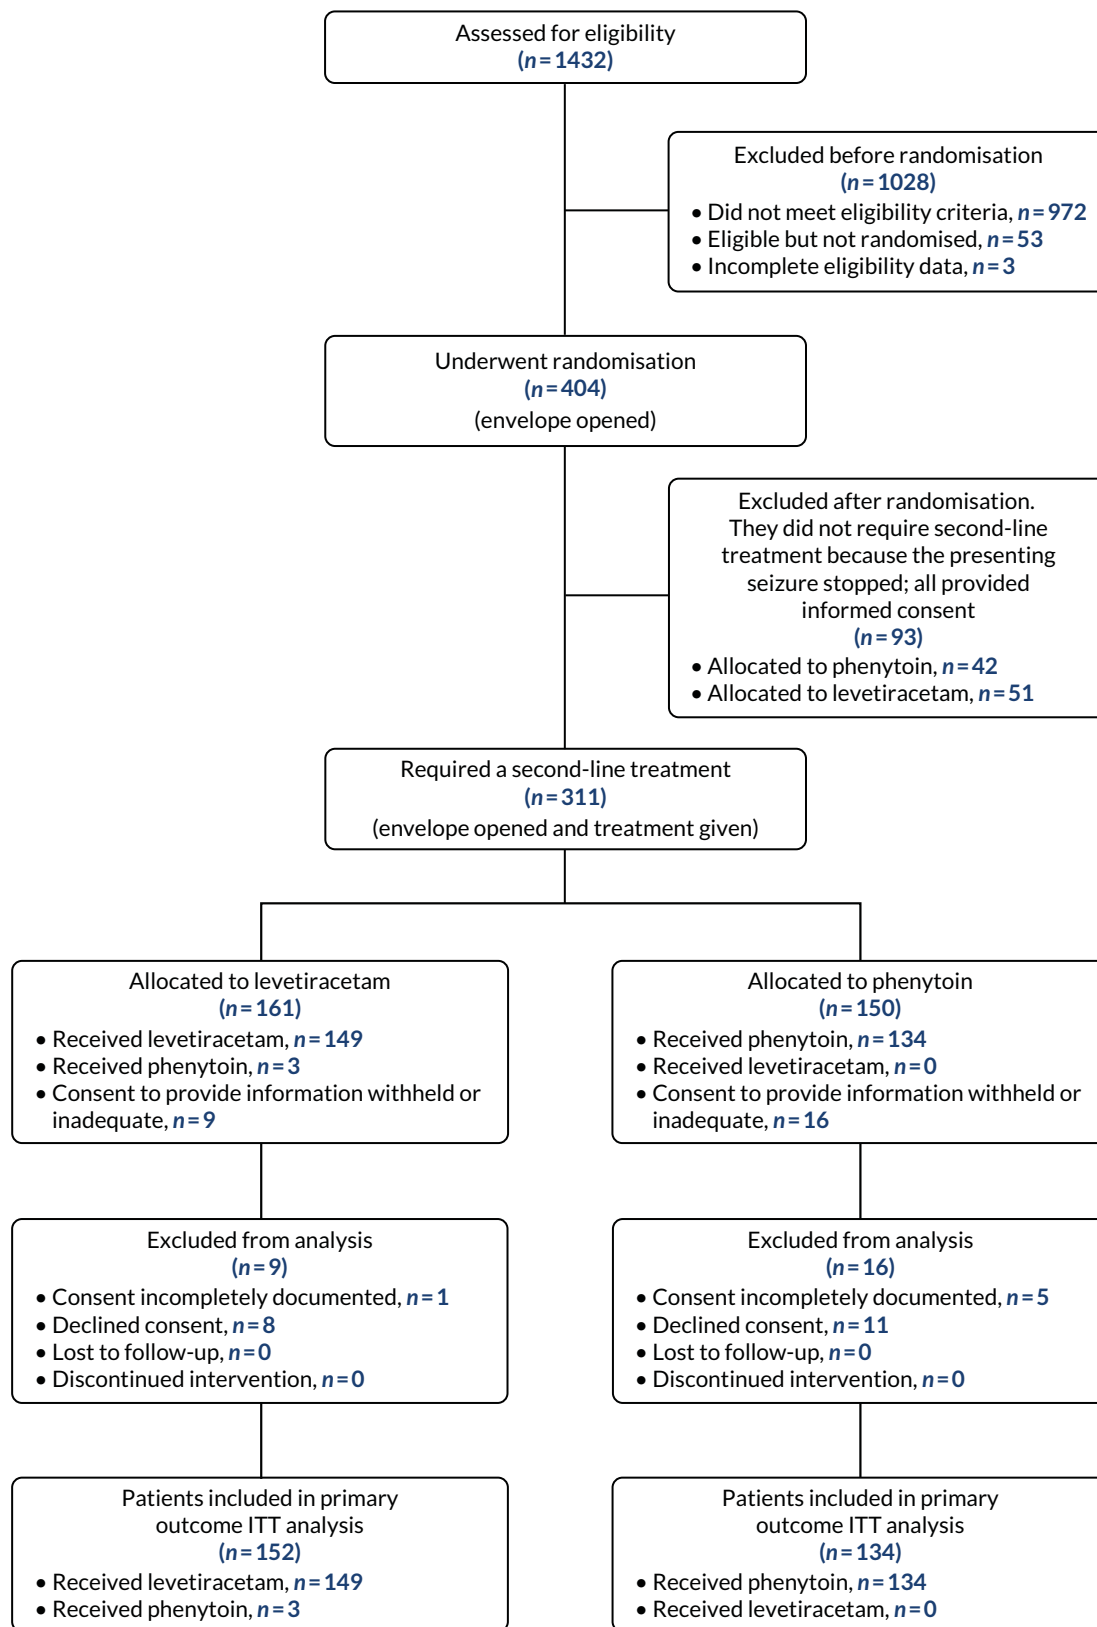 Assessed for eligibility
(n=1432)
Excluded before randomisation
(n=1028)
• Did not meet eligibility criteria, n=972
• Eligible but not randomised, n=53
• Incomplete eligibility data, n=3
Underwent randomisation
(n=404)
(envelope opened)
Excluded after randomisation.
They did not require second-line
treatment because the presenting
seizure stopped; all provided
informed consent
(n=93)
• Allocated to phenytoin, n=42
• Allocated to levetiracetam, n=51
Required a second-line treatment
(n=311)
(envelope opened and treatment given)
Allocated to levetiracetam
(n=161)
• Received levetiracetam, n=149
• Received phenytoin, n=3
• Consent to provide information withheld or
inadequate, n=9
Allocated to phenytoin
(n=150)
• Received phenytoin, n=134
• Received levetiracetam, n=0
• Consent to provide information withheld or
inadequate, n=16
Excluded from analysis
(n=9)
• Consent incompletely documented, n=1
• Declined consent, n=8
• Lost to follow-up, n=0
• Discontinued intervention, n=0
Excluded from analysis
(n=16)
• Consent incompletely documented, n=5
• Declined consent, n=11
• Lost to follow-up, n=0
• Discontinued intervention, n=0
Patients included in primary
outcome ITT analysis
(n=152)
• Received levetiracetam, n=149
• Received phenytoin, n=3
Patients included in primary
outcome ITT analysis
(n=134)
• Received phenytoin, n=134
• Received levetiracetam, n=0